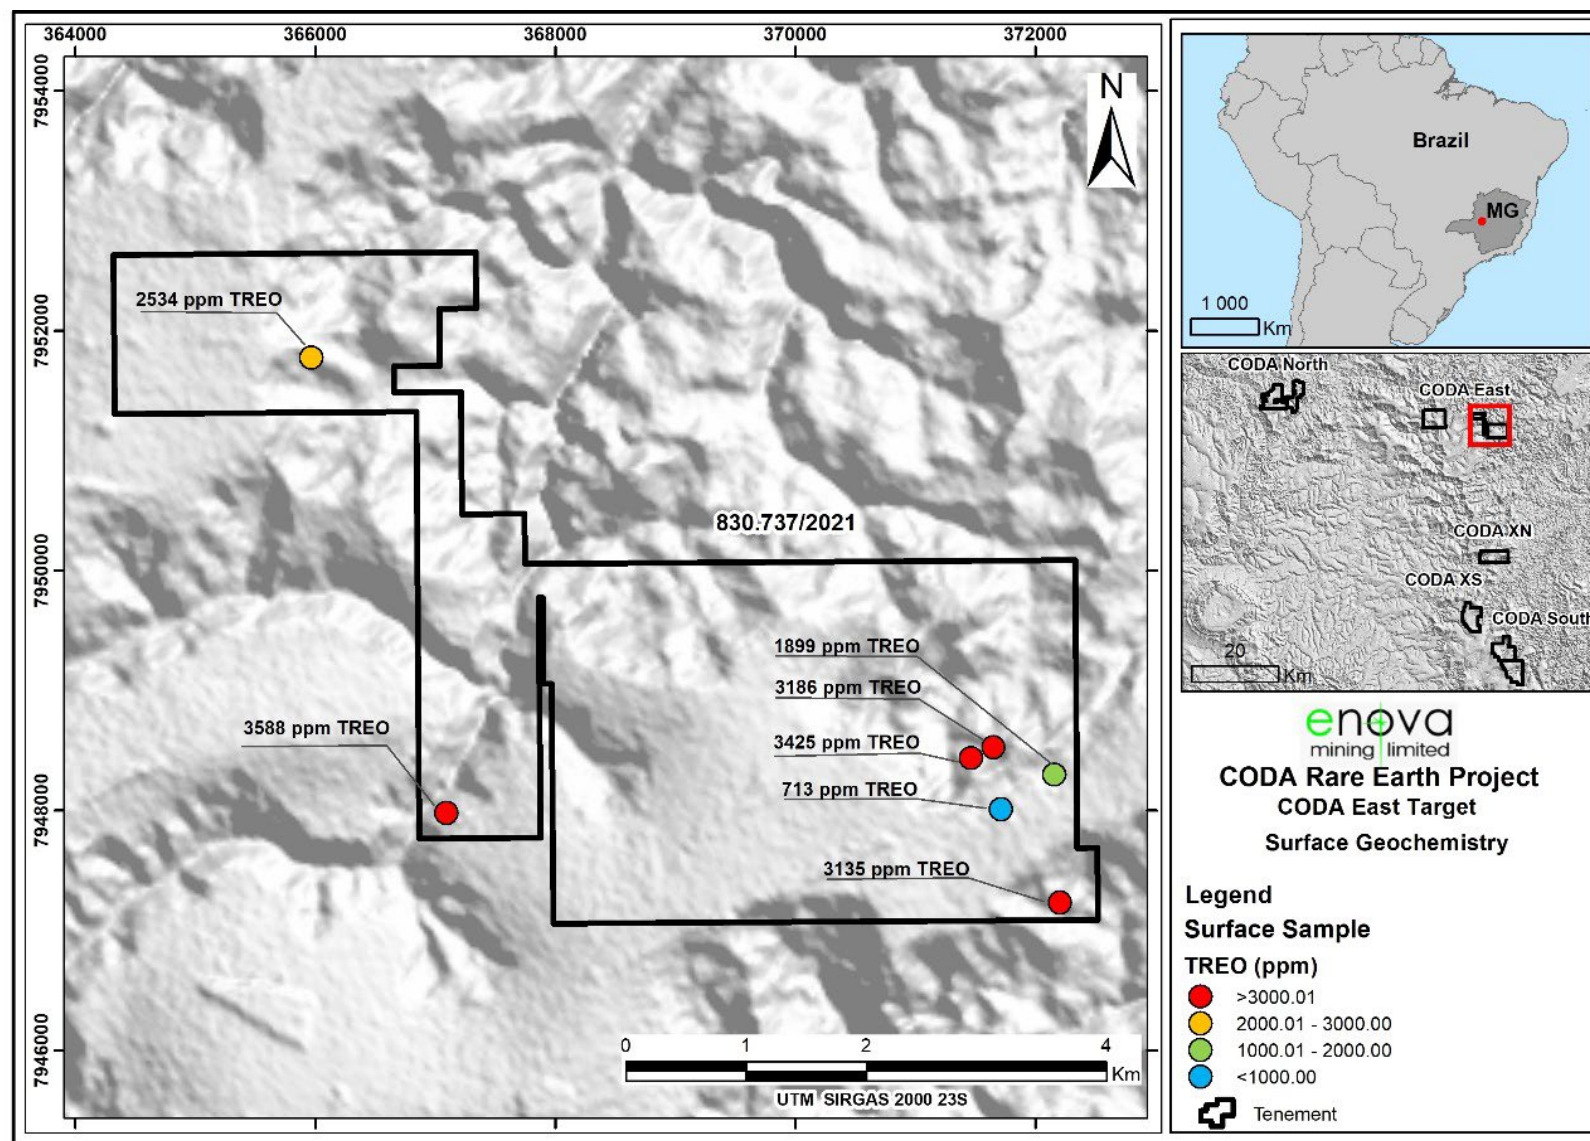 364000
366000
368000
370000
372000
7954000
7952000
7950000
7948000
7946000
N
2534 ppm TREO
830.737/2021
1899 ppm TREO
3186 ppm TREO
3425 ppm TREO
713 ppm TREO
3588 ppm TREO
3135 ppm TREO
0 1 2 4
Km
UTM SIRGAS 2000 23S
Brazil
MG
1 000
Km
CODA North
CODA East
CODA XN
CODA XS
CODA South
20
Km
enova
mining limited
CODA Rare Earth Project
CODA East Target
Surface Geochemistry
Legend
Surface Sample
TREO (ppm)
>3000.01
2000.01 - 3000.00
1000.01 - 2000.00
<1000.00
Tenement